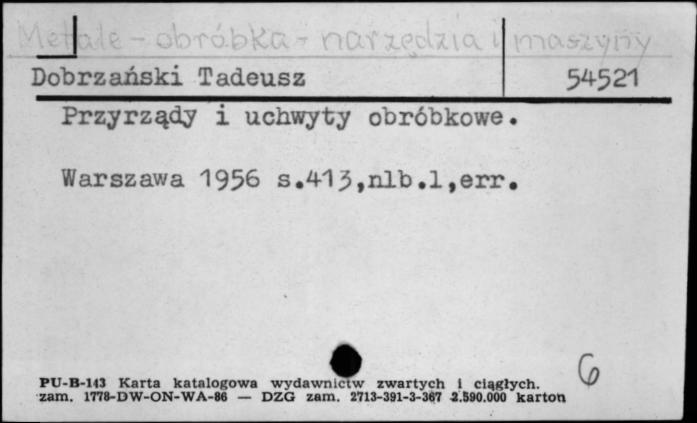 Metale - obróbka - narzędzia i maszyny
Dobrzański Tadeusz 54521
Przyrządy i uchwyty obróbkowe.
Warszawa 1956 s.413,nlb.1,err.
6
PU-B-143 Karta katalogowa wydawnictw zwartych i ciągłych.
zam. 1778-DW-ON-WA-86 — DZG zam. 2713-391-3-367 2.590.000 karton